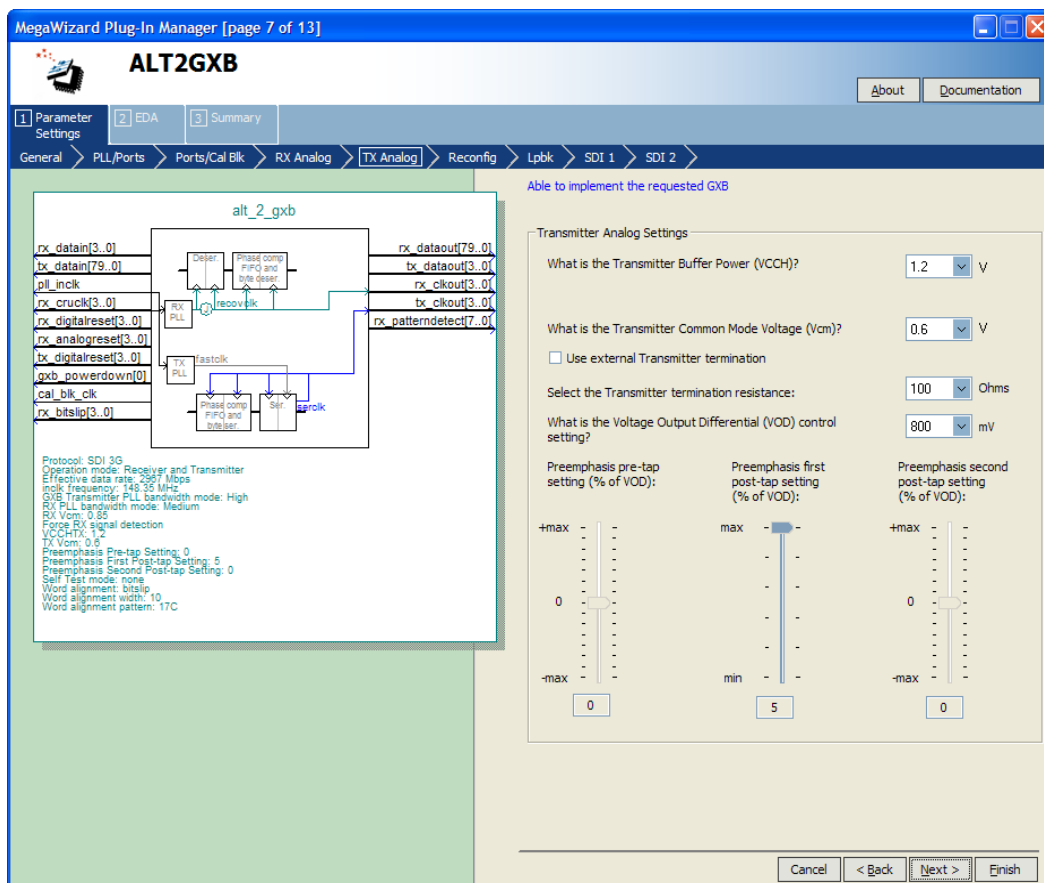 MegaWizard Plug-In Manager [page 7 of 13]
ALT2GXB
About
Documentation
1 Parameter Settings
2 EDA
3 Summary
General
PLL/Ports
Ports/Cal Blk
RX Analog
TX Analog
Reconfig
Lpbk
SDI 1
SDI 2
alt_2_gxb
rx_datain[3..0]
tx_datain[79..0]
pll_inclk
rx_cruclk[3..0]
rx_digitalreset[3..0]
rx_analogreset[3..0]
tx_digitalreset[3..0]
gxb_powerdown[0]
cal_blk_clk
rx_bitslip[3..0]
Deser.
Phase comp
FIFO and
byte deser.
RX
PLL
recovclk
TX
PLL
fastclk
Phase comp
FIFO and
byte ser.
Ser.
serclk
rx_dataout[79..0]
tx_dataout[3..0]
rx_clkout[3..0]
tx_clkout[3..0]
rx_patterndetect[7..0]
Protocol: SDI 3G
Operation mode: Receiver and Transmitter
Effective data rate: 2967 Mbps
inclk frequency: 148.35 MHz
GXB Transmitter PLL bandwidth mode: High
RX PLL bandwidth mode: Medium
RX Vcm: 0.85
Force RX signal detection
VCCHTX: 1.2
TX Vcm: 0.6
Preemphasis Pre-tap Setting: 0
Preemphasis First Post-tap Setting: 5
Preemphasis Second Post-tap Setting: 0
Self Test mode: none
Word alignment: bitslip
Word alignment width: 10
Word alignment pattern: 17C
Able to implement the requested GXB
Transmitter Analog Settings
What is the Transmitter Buffer Power (VCCH)?
1.2
V
What is the Transmitter Common Mode Voltage (Vcm)?
0.6
V
Use external Transmitter termination
Select the Transmitter termination resistance:
100
Ohms
What is the Voltage Output Differential (VOD) control
setting?
800
mV
Preemphasis pre-tap
setting (% of VOD):
+max
0
-max
0
Preemphasis first
post-tap setting
(% of VOD):
max
min
5
Preemphasis second
post-tap setting
(% of VOD):
+max
0
-max
0
Cancel
< Back
Next >
Finish